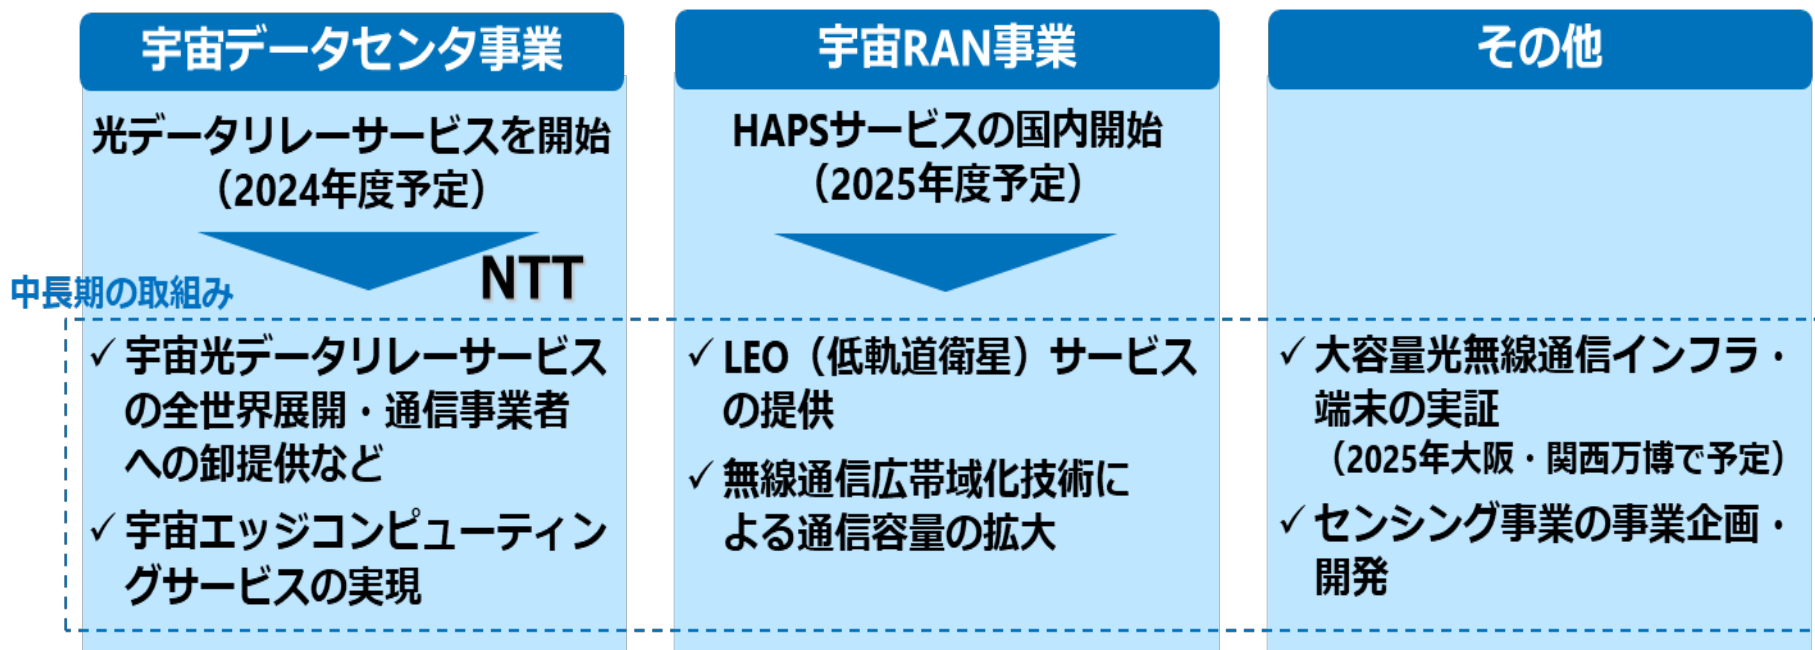 宇宙データセンタ事業
光データリレーサービスを開始
（2024年度予定）
NTT
宇宙RAN事業
HAPSサービスの国内開始
（2025年度予定）
その他
中長期の取組み
✓ 宇宙光データリレーサービス
の全世界展開・通信事業者
への卸提供など
✓ 宇宙エッジコンピューティン
グサービスの実現
✓ LEO（低軌道衛星）サービス
の提供
✓ 無線通信広帯域化技術に
よる通信容量の拡大
✓ 大容量光無線通信インフラ・
端末の実証
（2025年大阪・関西万博で予定）
✓ センシング事業の事業企画・
開発